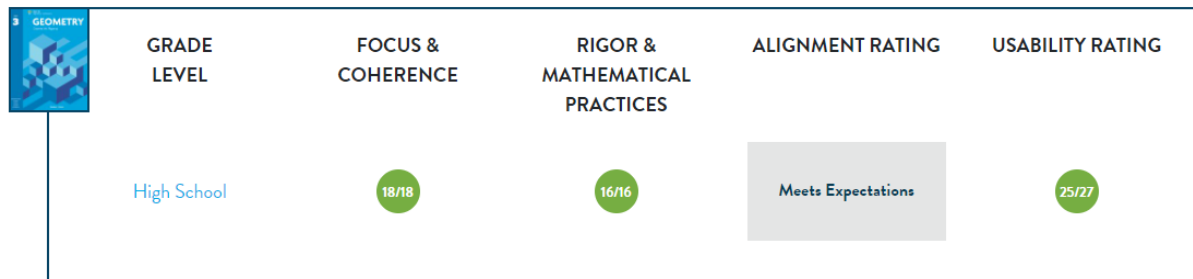 3 GEOMETRY
GRADE
LEVEL
FOCUS &
COHERENCE
RIGOR &
MATHEMATICAL
PRACTICES
ALIGNMENT RATING
USABILITY RATING
High School
18/18
16/16
Meets Expectations
25/27